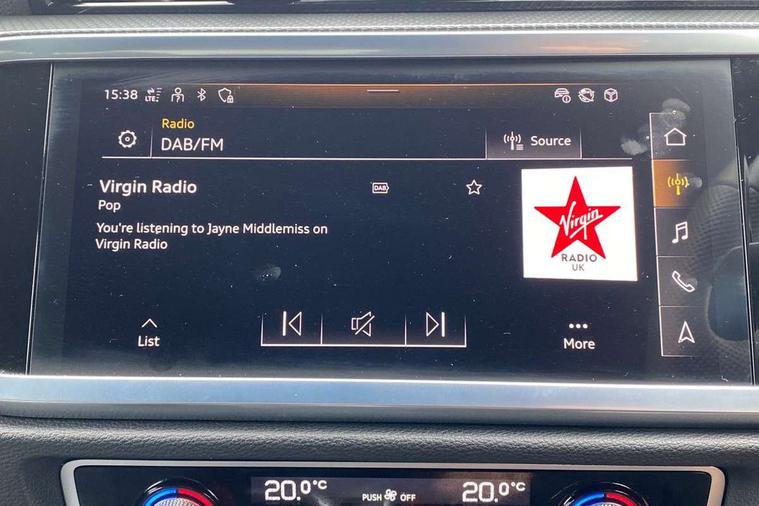 15:38 LTE
Radio
DAB/FM
Source
Virgin Radio
DAB
Pop
You're listening to Jayne Middlemiss on
Virgin Radio
Virgin
RADIO
UK
List
More
20.0°C PUSH OFF 20.0°C